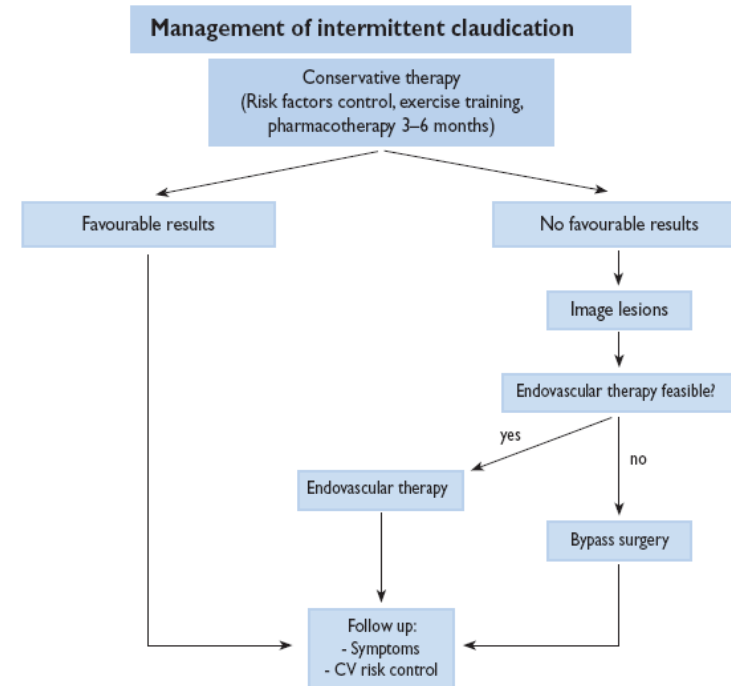 Management of intermittent claudication
Conservative therapy
(Risk factors control, exercise training,
pharmacotherapy 3–6 months)
Favourable results
No favourable results
Image lesions
Endovascular therapy feasible?
yes
no
Endovascular therapy
Bypass surgery
Follow up:
- Symptoms
- CV risk control